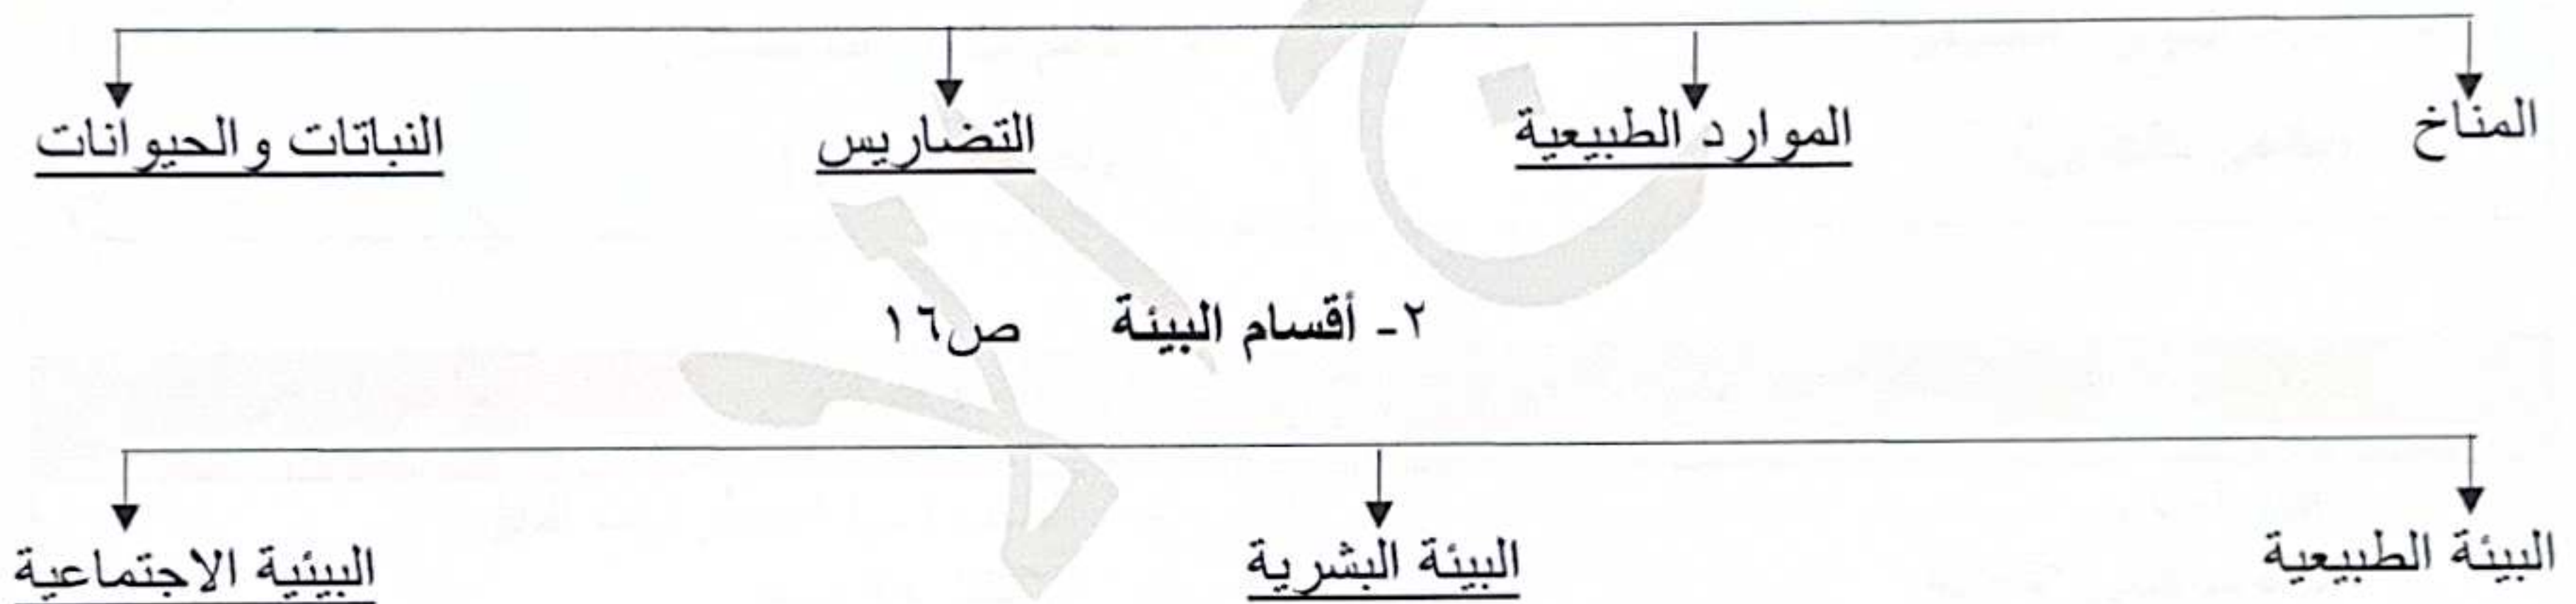 المناخ الموارد الطبيعية التضاريس النباتات والحيوانات
٢- أقسام البيئة ص١٦
البيئة الطبيعية البيئة البشرية البيئية الاجتماعية